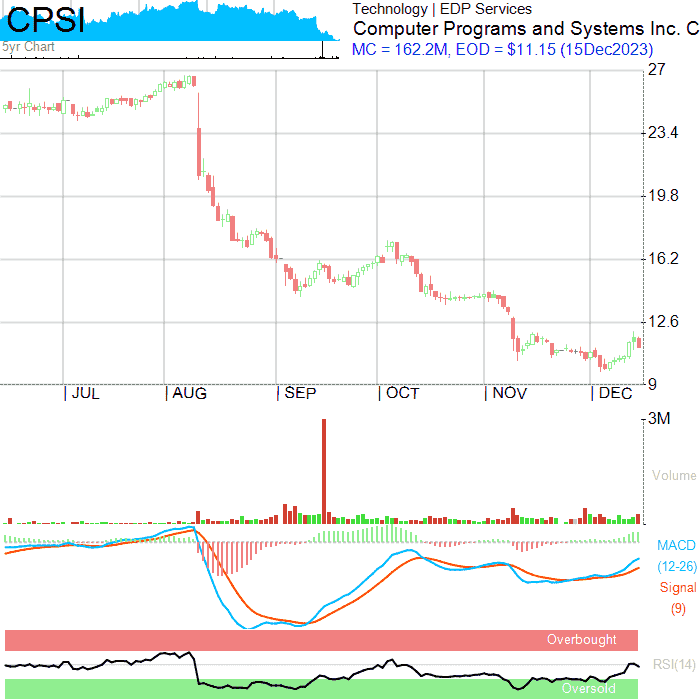 CPSI
5yr Chart
Technology | EDP Services
Computer Programs and Systems Inc. C
MC = 162.2M, EOD = $11.15 (15Dec2023)
27
23.4
19.8
16.2
12.6
9
| JUL | AUG | SEP | OCT | NOV | DEC
3M
Volume
MACD
(12-26)
Signal
(9)
Overbought
RSI(14)
Oversold